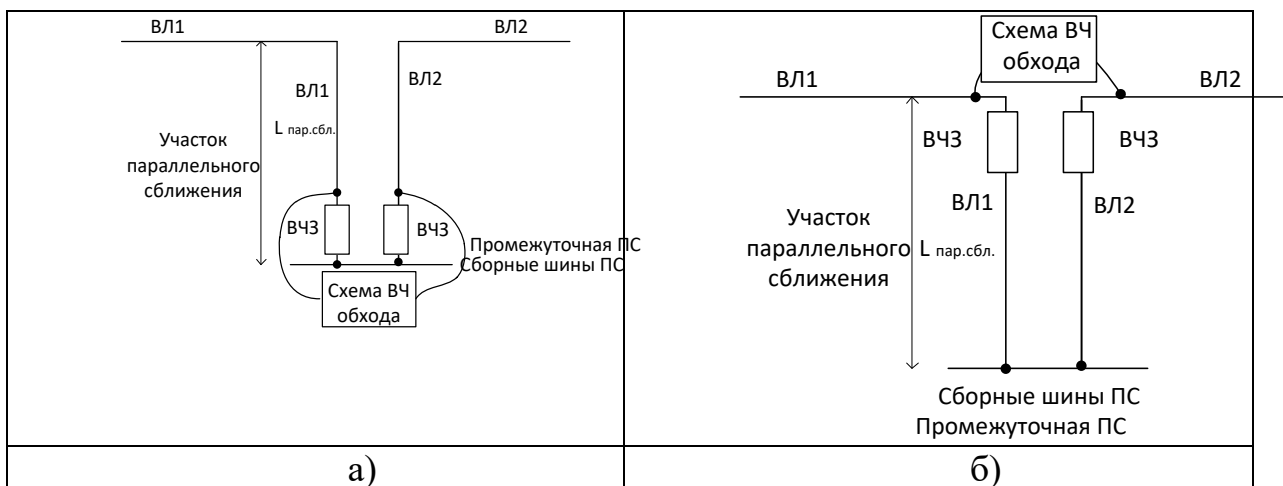 ВЛ1
ВЛ2
ВЛ2
ВЛ1
L пар.сбл.
Участок
параллельного
сближения
ВЧЗ
ВЧЗ
Промежуточная ПС
Сборные шины ПС
Схема ВЧ
обхода
а)
Схема ВЧ
обхода
ВЛ1
ВЛ2
ВЧЗ
ВЧЗ
ВЛ1
ВЛ2
Участок
параллельного
сближения
L пар.сбл.
Сборные шины ПС
Промежуточная ПС
б)